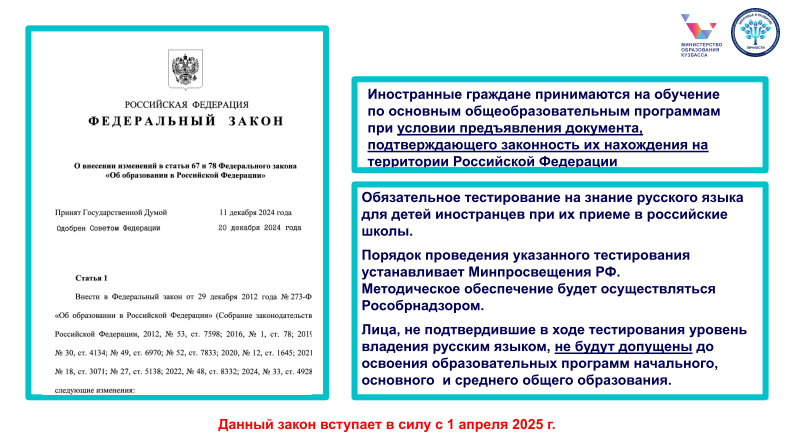 МИНИСТЕРСТВО
ОБРАЗОВАНИЯ
КУЗБАССА
ЗДОРОВЬЕ И РАЗВИТИЕ
ЛИЧНОСТИ
РОССИЙСКАЯ ФЕДЕРАЦИЯ
ФЕДЕРАЛЬНЫЙ ЗАКОН
О внесении изменений в статьи 67 и 78 Федерального закона
«Об образовании в Российской Федерации»
Принят Государственной Думой 11 декабря 2024 года
Одобрен Советом Федерации 20 декабря 2024 года
Статья 1
Внести в Федеральный закон от 29 декабря 2012 года № 273-Ф
«Об образовании в Российской Федерации» (Собрание законодательств
Российской Федерации, 2012, № 53, ст. 7598; 2016, № 1, ст. 78; 2019
№ 30, ст. 4134; № 49, ст. 6970; № 52, ст. 7833; 2020, № 12, ст. 1645; 2021
№ 18, ст. 3071; № 27, ст. 5138; 2022, № 48, ст. 8332; 2024, № 33, ст. 4928
следующие изменения:
Иностранные граждане принимаются на обучение
по основным общеобразовательным программам
при условии предъявления документа,
подтверждающего законность их нахождения на
территории Российской Федерации
Обязательное тестирование на знание русского языка
для детей иностранцев при их приеме в российские
школы.
Порядок проведения указанного тестирования
устанавливает Минпросвещения РФ.
Методическое обеспечение будет осуществляться
Рособрнадзором.
Лица, не подтвердившие в ходе тестирования уровень
владения русским языком, не будут допущены до
освоения образовательных программ начального,
основного и среднего общего образования.
Данный закон вступает в силу с 1 апреля 2025 г.